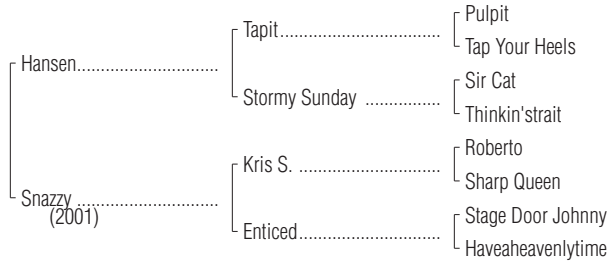 Pulpit
Tapit
Tap Your Heels
Hansen
Sir Cat
Stormy Sunday
Thinkin'strait
Roberto
Kris S.
Sharp Queen
Snazzy
(2001)
Stage Door Johnny
Enticed
Haveaheavenlytime